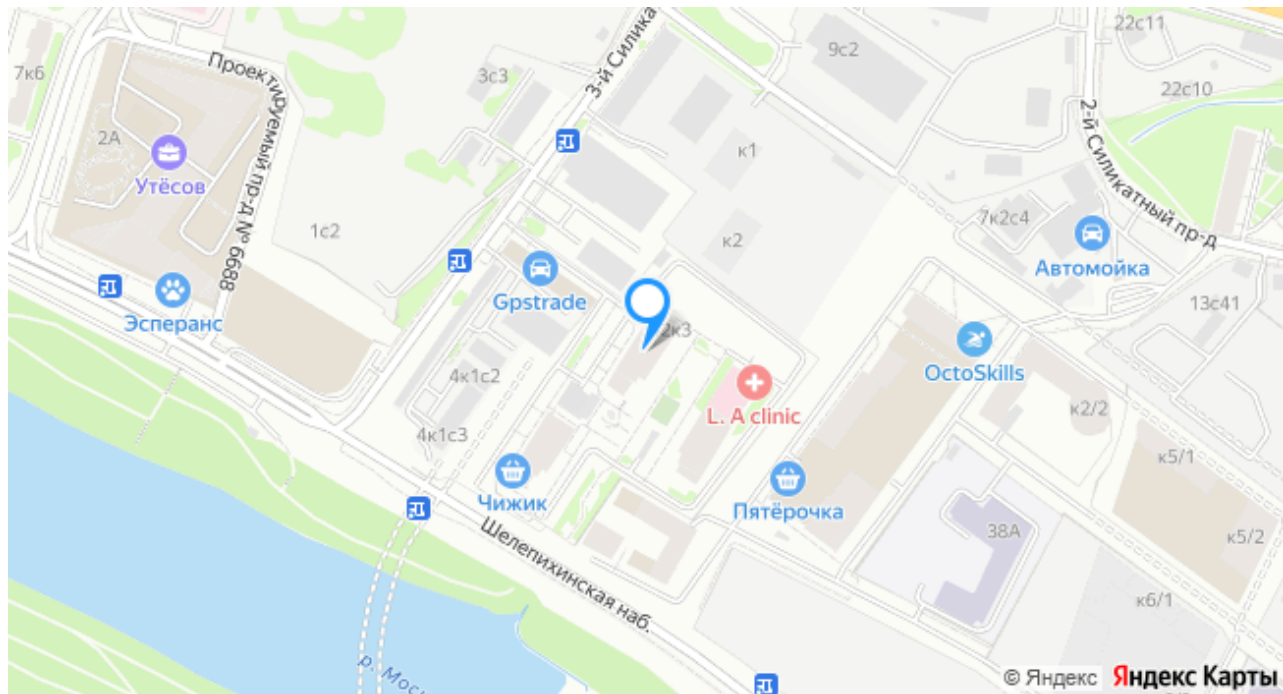 22с11
9с2
3-й Силика
7к6
Проектируемый пр-д № 6688
3с3
22с10
2-й Силикатный пр-д
2А
Утёсов
к1
1с2
7к2с4
к2
Автомойка
Gpstrade
Эсперанс
13с41
2к3
OctoSkills
4к1с2
L. A clinic
к2/2
4к1с3
к5/1
Чижик
Пятёрочка
Шелепихинская наб.
38А
к5/2
к6/1
р. Мос
© Яндекс Яндекс Карты